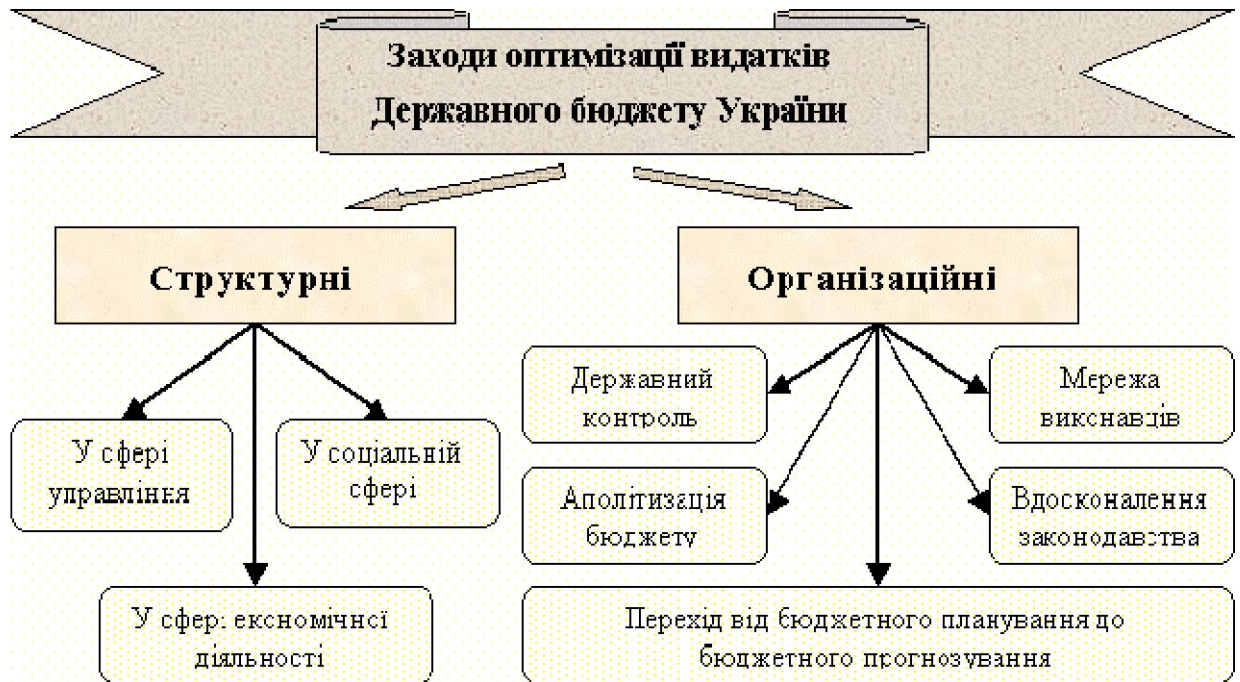 Заходи оптимізації видатків
Державного бюджету України
Структурні
Організаційні
У сфері
управління
У соціальній
сфері
У сфері економічної
діяльності
Державний
контроль
Мережа
виконавців
Аполітизація
бюджету
Вдосконалення
законодавства
Перехід від бюджетного планування до
бюджетного прогнозування